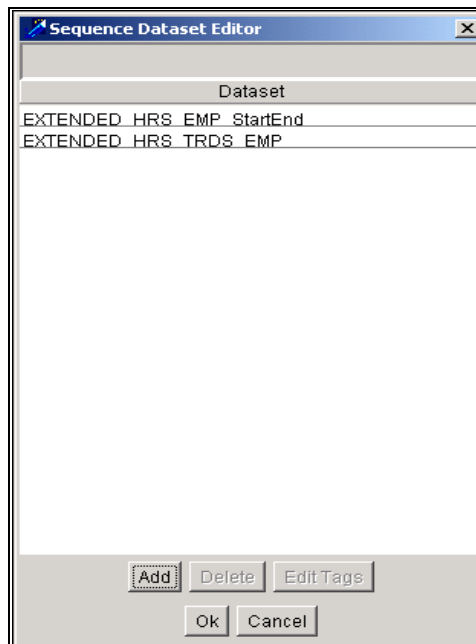 Sequence Dataset Editor
Dataset
EXTENDED_HRS_EMP_StartEnd
EXTENDED_HRS_TRDS_EMP
Add Delete Edit Tags
Ok Cancel